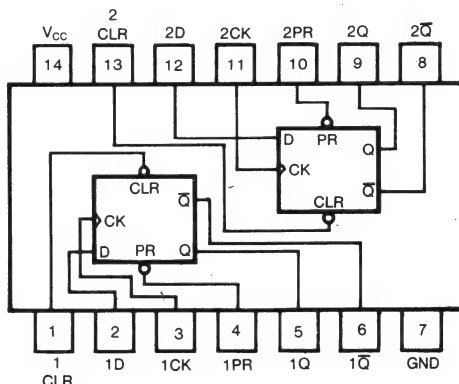 2
VCC CLR 2D 2CK 2PR 2Q 2Q̅
14 13 12 11 10 9 8
D PR Q
CK
CLR Q̅
CLR Q̅
CK
D PR Q
1 2 3 4 5 6 7
1 1D 1CK 1PR 1Q 1Q̅ GND
CLR